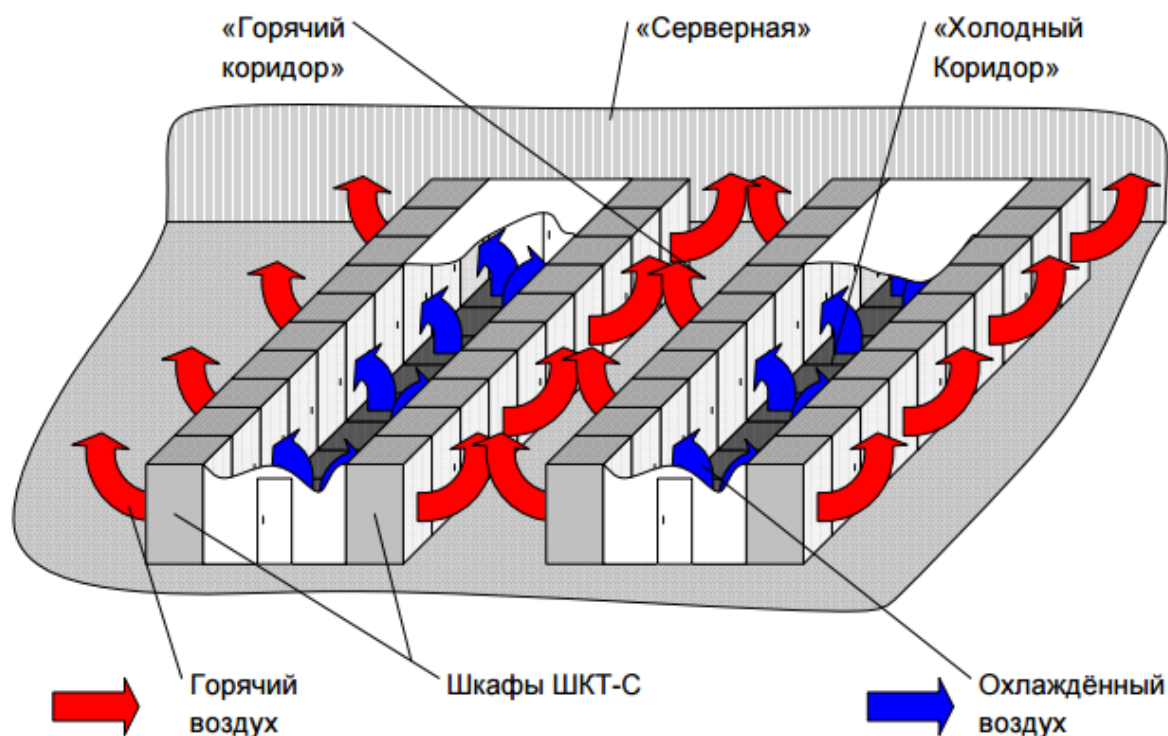 «Горячий
коридор»
«Серверная»
«Холодный
Коридор»
Горячий
воздух
Шкафы ШКТ-С
Охлаждённый
воздух